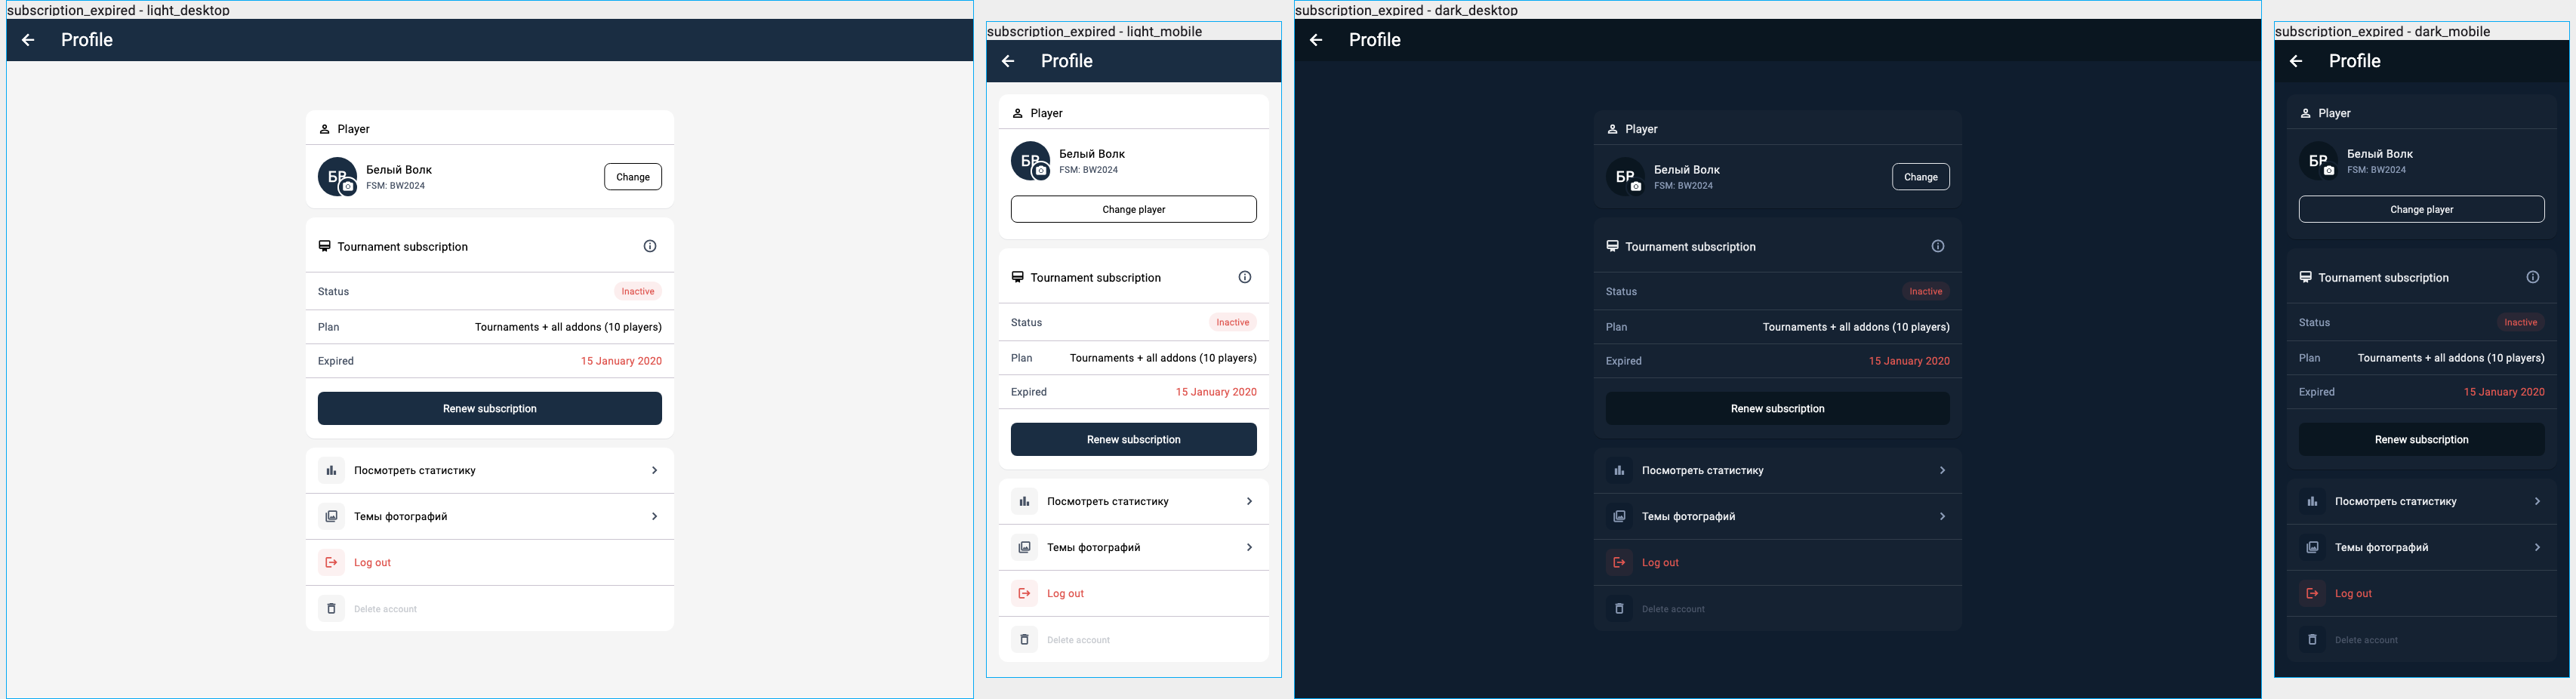 subscription_expired - light_desktop
Profile
Player
БВ
Белый Волк
FSM: BW2024
Change
Tournament subscription
Status
Inactive
Plan
Tournaments + all addons (10 players)
Expired
15 January 2020
Renew subscription
Посмотреть статистику
Темы фотографий
Log out
Delete account
subscription_expired - light_mobile
Profile
Player
БВ
Белый Волк
FSM: BW2024
Change player
Tournament subscription
Status
Inactive
Plan
Tournaments + all addons (10 players)
Expired
15 January 2020
Renew subscription
Посмотреть статистику
Темы фотографий
Log out
Delete account
subscription_expired - dark_desktop
Profile
Player
БВ
Белый Волк
FSM: BW2024
Change
Tournament subscription
Status
Inactive
Plan
Tournaments + all addons (10 players)
Expired
15 January 2020
Renew subscription
Посмотреть статистику
Темы фотографий
Log out
Delete account
subscription_expired - dark_mobile
Profile
Player
БВ
Белый Волк
FSM: BW2024
Change player
Tournament subscription
Status
Inactive
Plan
Tournaments + all addons (10 players)
Expired
15 January 2020
Renew subscription
Посмотреть статистику
Темы фотографий
Log out
Delete account